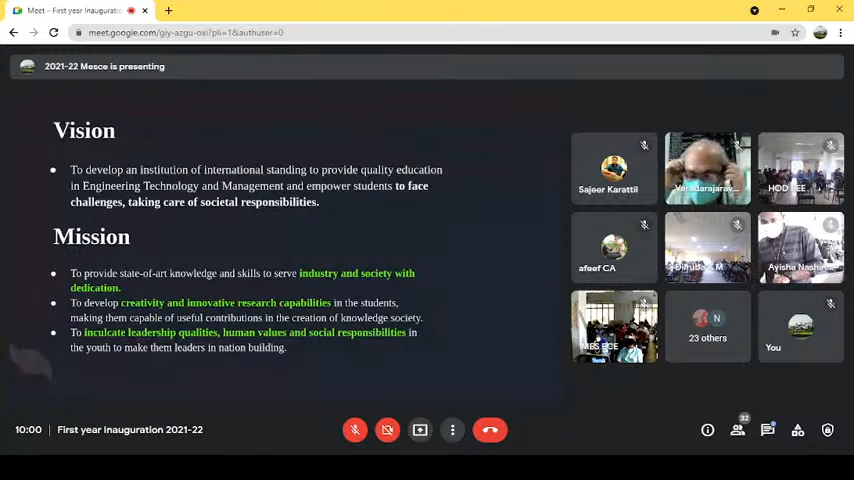 Meet – First year Inauguratio
meet.google.com/giy-azgu-oxi?pli=1&authuser=0
2021-22 Mesce is presenting
Vision
To develop an institution of international standing to provide quality education
in Engineering Technology and Management and empower students to face
challenges, taking care of societal responsibilities.
Mission
To provide state-of-art knowledge and skills to serve industry and society with
dedication.
To develop creativity and innovative research capabilities in the students,
making them capable of useful contributions in the creation of knowledge society.
To inculcate leadership qualities, human values and social responsibilities in
the youth to make them leaders in nation building.
Sajeer Karattil
Varadarajarav...
HOD EEE
afeef CA
M
Ayisha
MES ECE
N
23 others
You
10:00 | First year Inauguration 2021-22
32